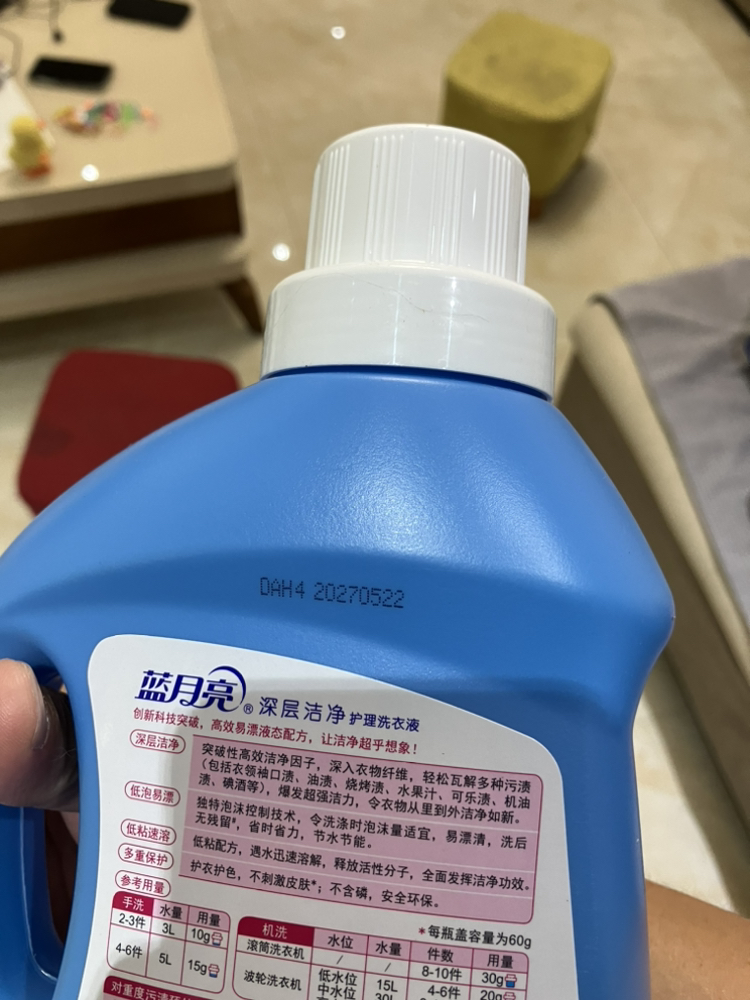 DAH4 20270522
蓝月亮® 深层洁净 护理洗衣液
创新科技突破，高效易漂液态配方，让洁净超乎想象！
深层洁净
突破性高效洁净因子，深入衣物纤维，轻松瓦解多种污渍
（包括衣领袖口渍、油渍、烧烤渍、水果汁、可乐渍、机油
渍、碘酒等），爆发超强洁力，令衣物从里到外洁净如新。
低泡易漂
独特泡沫控制技术，令洗涤时泡沫量适宜，易漂清，洗后
无残留#，省时省力，节水节能。
低粘速溶
低粘配方，遇水迅速溶解，释放活性分子，全面发挥洁净功效。
多重保护
护衣护色，不刺激皮肤*；不含磷，安全环保。
参考用量
*每瓶盖容量为60g
手洗 水量 用量
2-3件 3L 10g
4-6件 5L 15g
机洗 水位 水量 件数 用量
滚筒洗衣机 / / 8-10件 30g
波轮洗衣机 低水位 15L 4-6件 20g
中水位 30L
对重度污渍